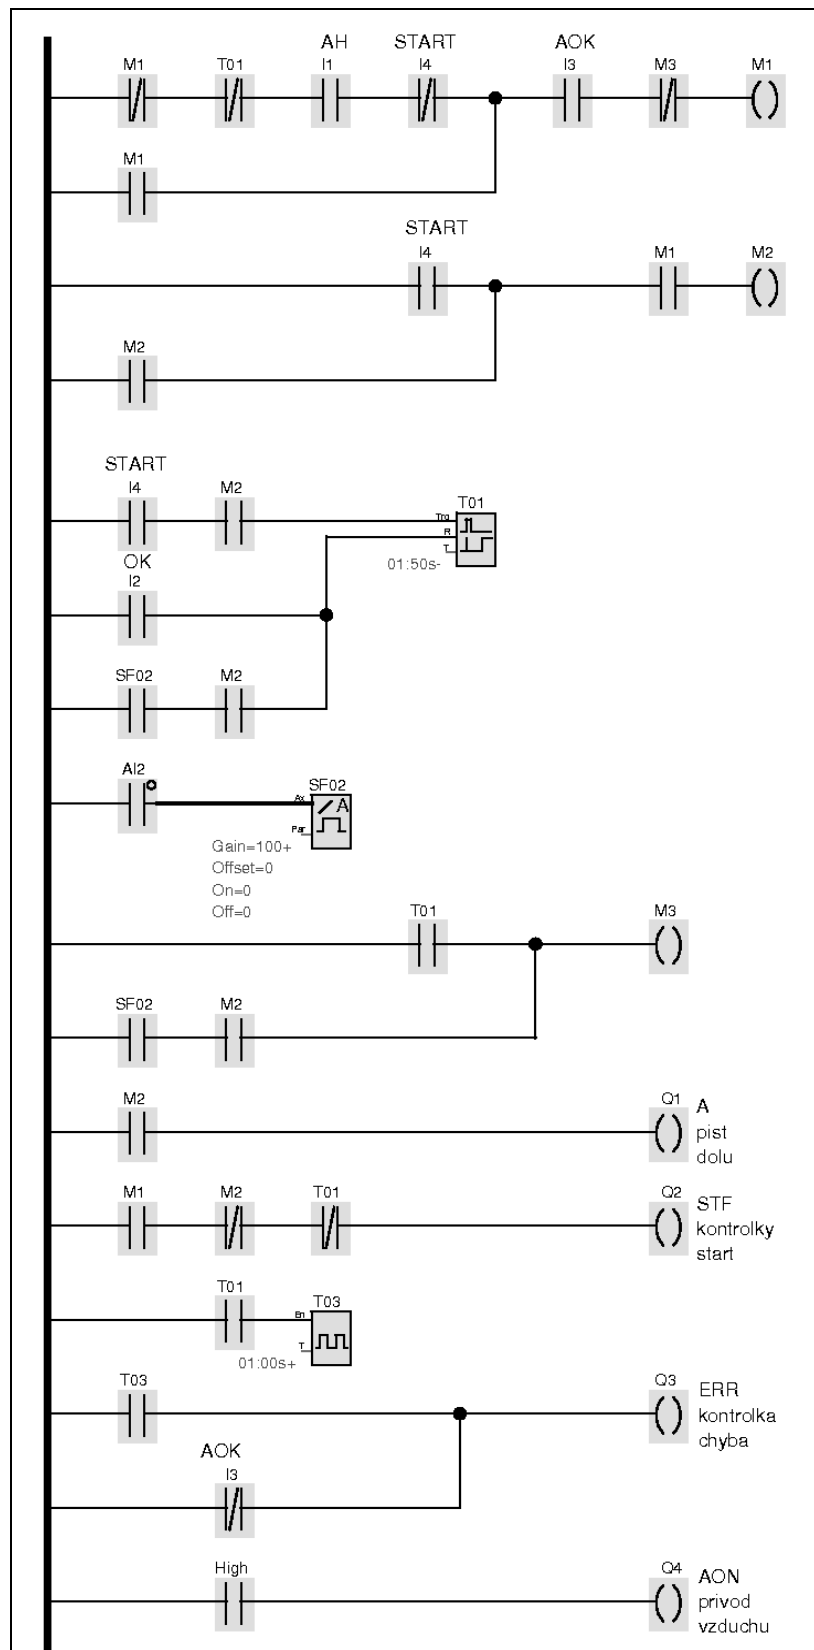 AH START AOK
M1 T01 I1 I4 I3 M3 M1
M1
START
I4 M1 M2
M2
START
I4 M2 T01
Trg
R
T
01:50s-
OK
I2
SF02 M2
AI2 SF02
Ax
A
Par
Gain=100+
Offset=0
On=0
Off=0
T01 M3
SF02 M2
M2 Q1 A
pist
dolu
M1 M2 T01 Q2 STF
kontrolky
start
T01 T03
En
T
01:00s+
T03 Q3 ERR
kontrolka
chyba
AOK
I3
High Q4 AON
privod
vzduchu